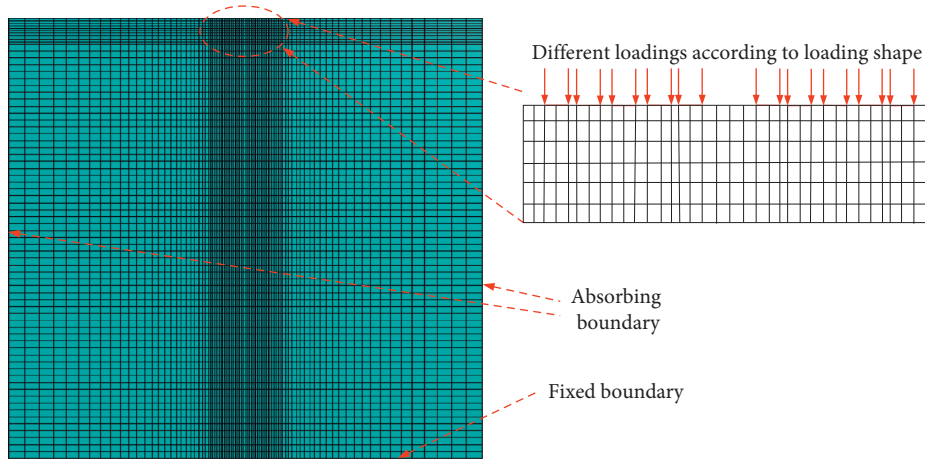 Different loadings according to loading shape
Absorbing
boundary
Fixed boundary